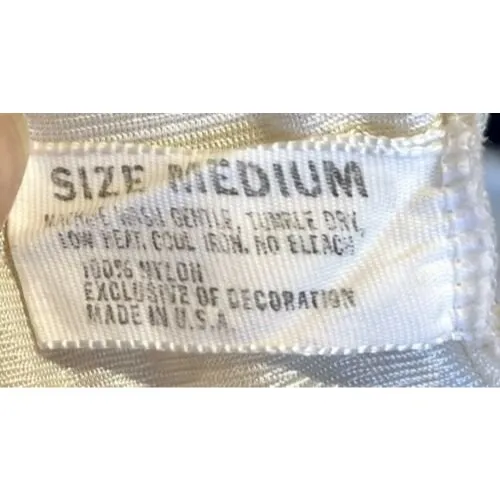 SIZE MEDIUM
MACHINE WASH GENTLE, TUMBLE DRY,
LOW HEAT. COOL IRON. NO BLEACH
100% NYLON
EXCLUSIVE OF DECORATION
MADE IN U.S.A.